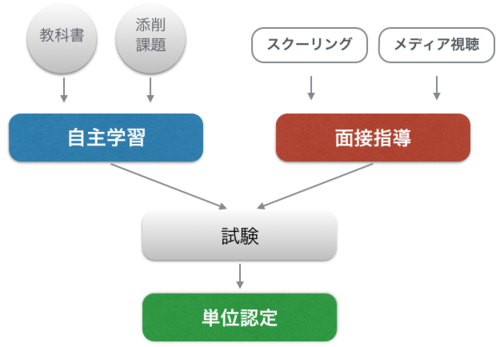 教科書
添削
課題
スクーリング
メディア視聴
自主学習
面接指導
試験
単位認定